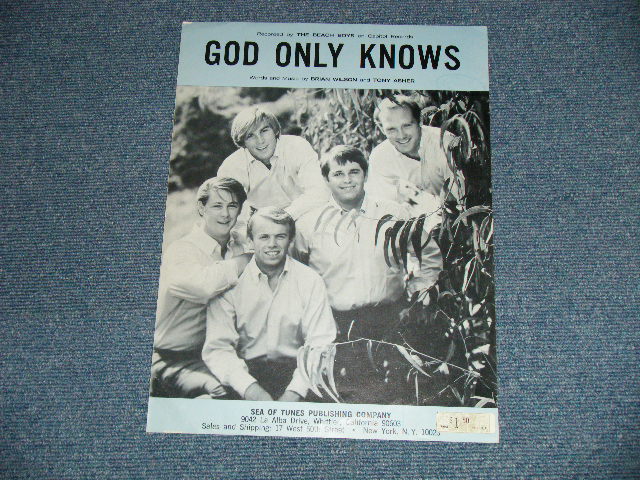 Recorded by THE BEACH BOYS on Capitol Records
GOD ONLY KNOWS
Words and Music by BRIAN WILSON and TONY ASHER
SEA OF TUNES PUBLISHING COMPANY
9042 La Alba Drive, Whittier, California 90603
Sales and Shipping: 17 West 60th Street • New York, N. Y. 10023
$1.50